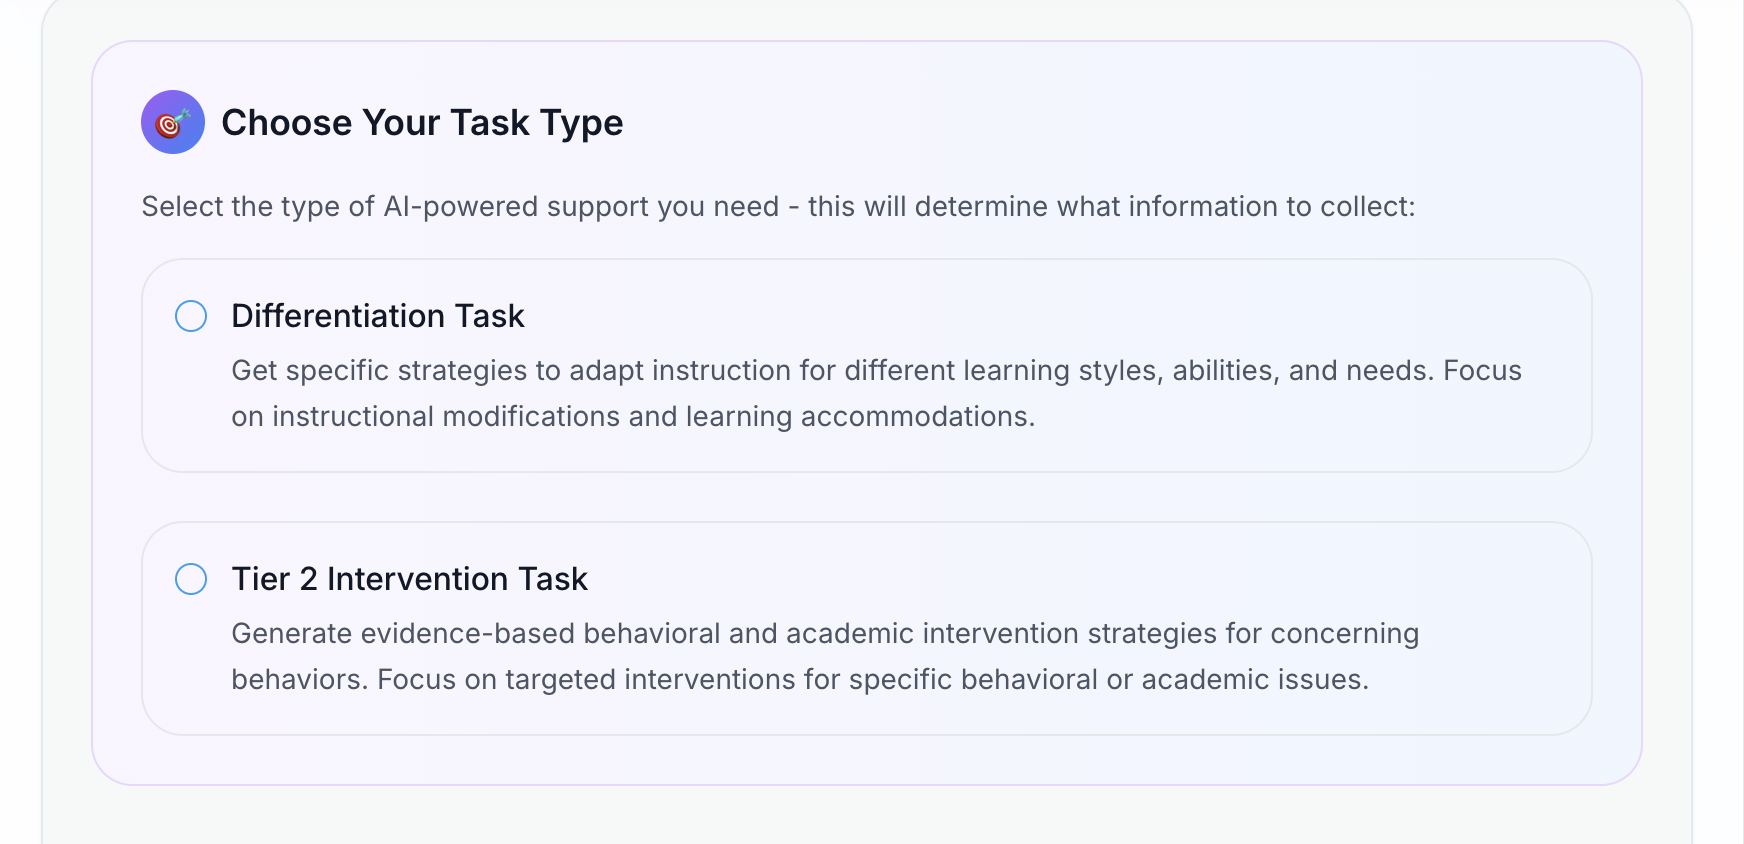 Choose Your Task Type
Select the type of AI-powered support you need - this will determine what information to collect:
Differentiation Task
Get specific strategies to adapt instruction for different learning styles, abilities, and needs. Focus
on instructional modifications and learning accommodations.
Tier 2 Intervention Task
Generate evidence-based behavioral and academic intervention strategies for concerning
behaviors. Focus on targeted interventions for specific behavioral or academic issues.